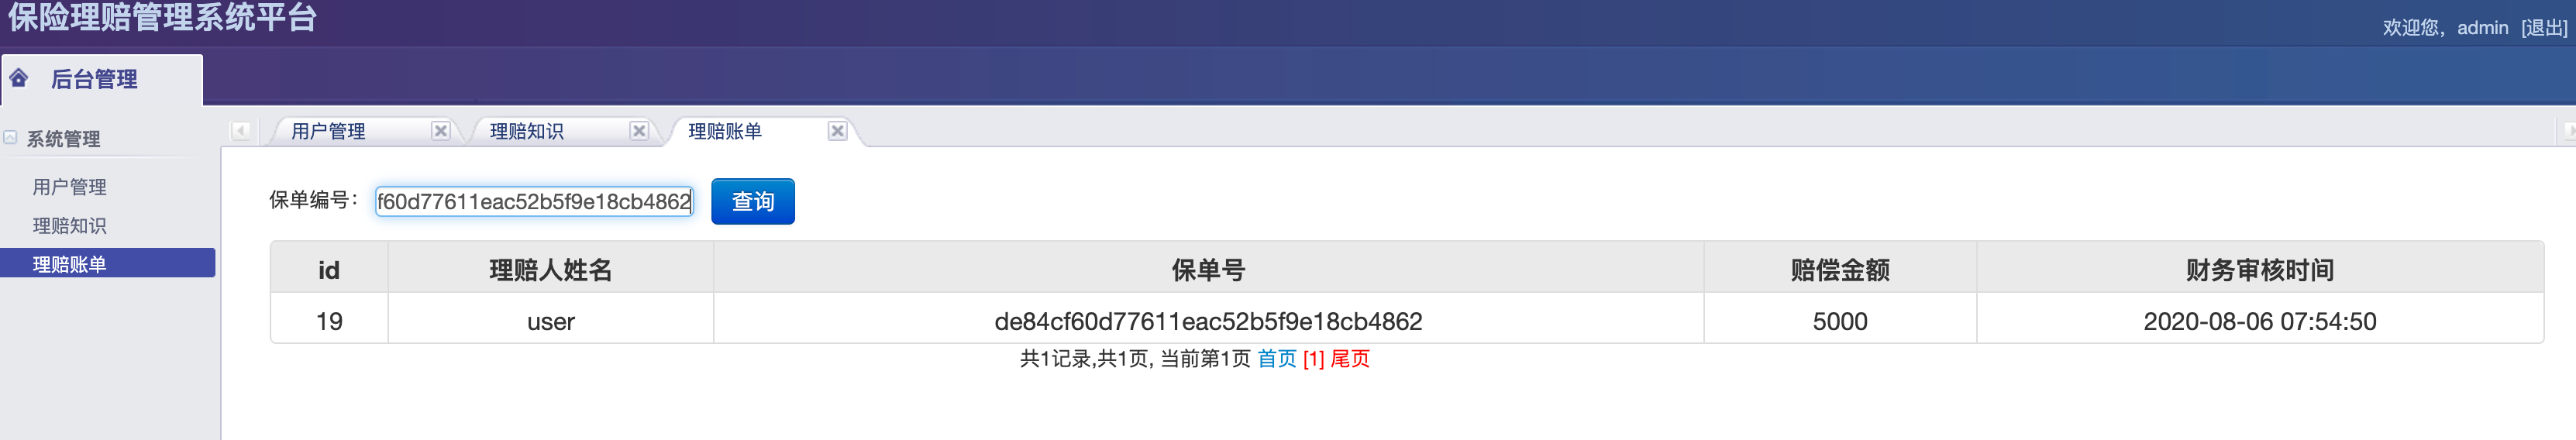 保险理赔管理系统平台
欢迎您，admin [退出]
后台管理
系统管理
用户管理
理赔知识
理赔账单
用户管理 理赔知识 理赔账单
保单编号： f60d77611eac52b5f9e18cb4862 查询
id 理赔人姓名 保单号 赔偿金额 财务审核时间
19 user de84cf60d77611eac52b5f9e18cb4862 5000 2020-08-06 07:54:50
共1记录,共1页, 当前第1页 首页 [1] 尾页